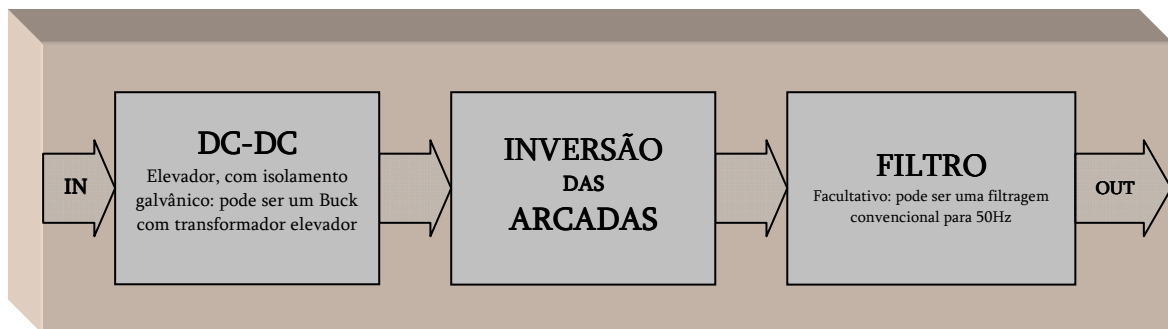 IN
DC-DC
Elevador, com isolamento
galvânico: pode ser um Buck
com transformador elevador
INVERSÃO
DAS
ARCADAS
FILTRO
Facultativo: pode ser uma filtragem
convencional para 50Hz
OUT